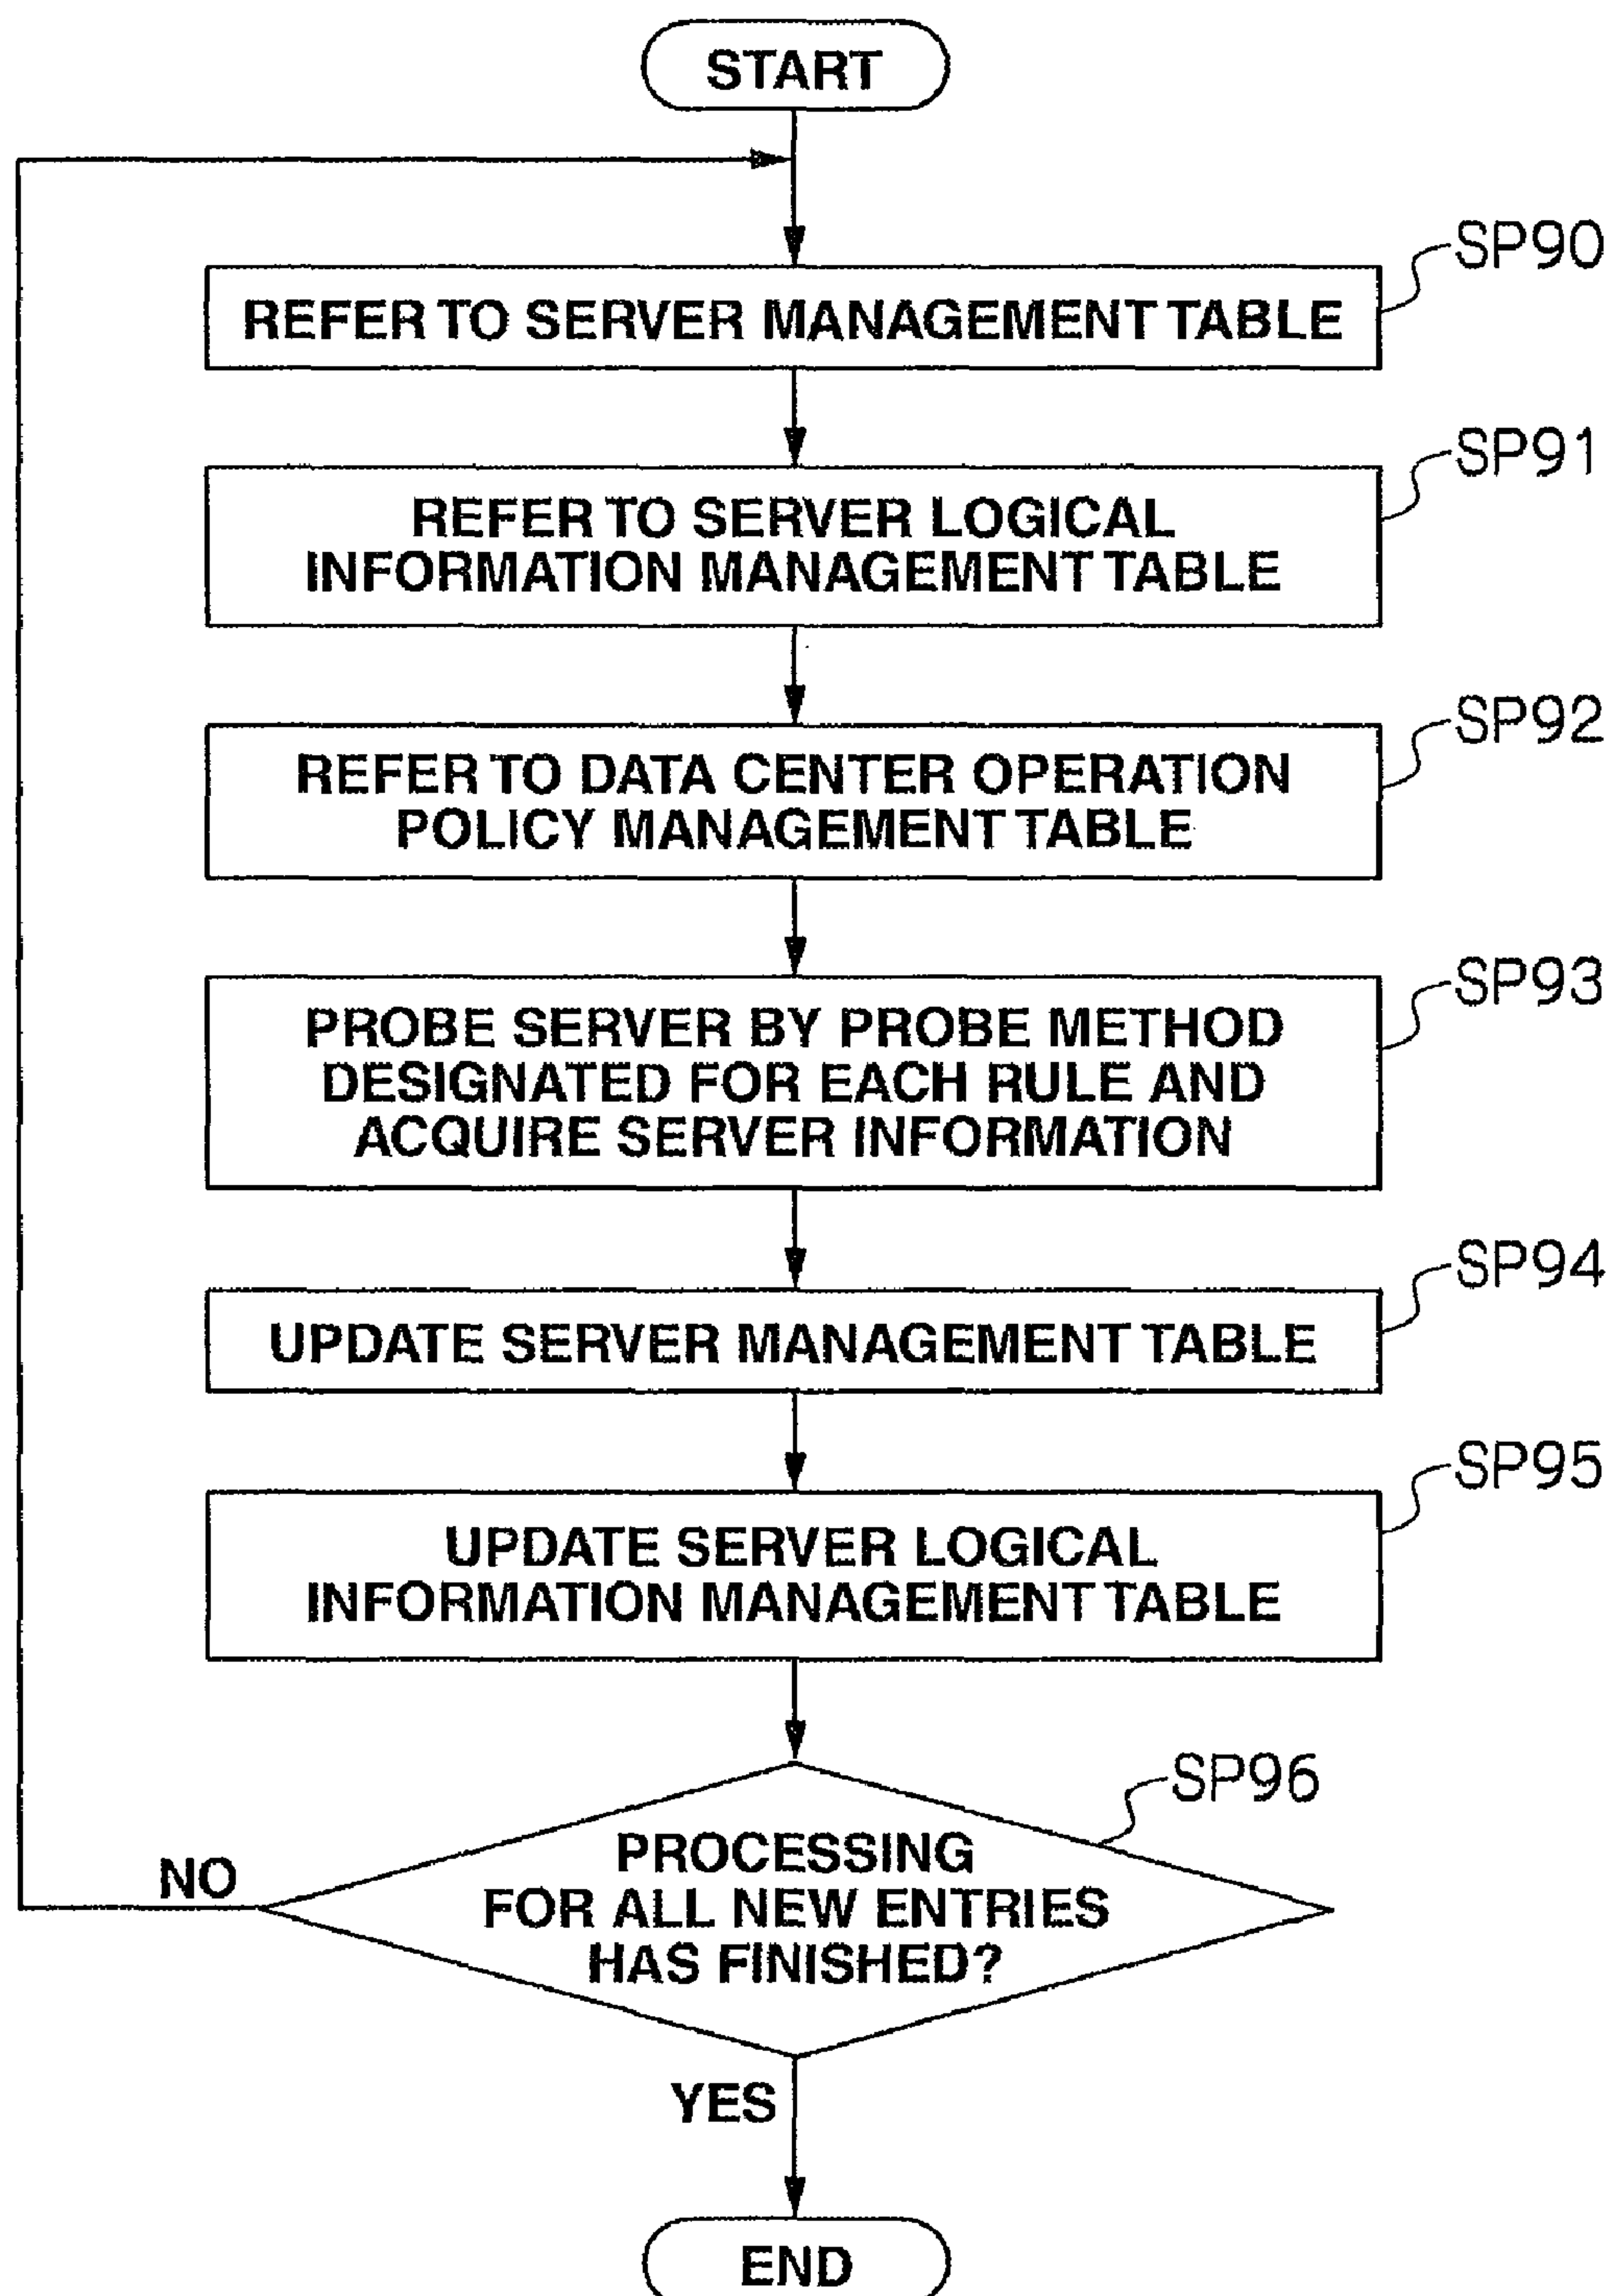 START
SP90
REFER TO SERVER MANAGEMENT TABLE
SP91
REFER TO SERVER LOGICAL
INFORMATION MANAGEMENT TABLE
SP92
REFER TO DATA CENTER OPERATION
POLICY MANAGEMENT TABLE
SP93
PROBE SERVER BY PROBE METHOD
DESIGNATED FOR EACH RULE AND
ACQUIRE SERVER INFORMATION
SP94
UPDATE SERVER MANAGEMENT TABLE
SP95
UPDATE SERVER LOGICAL
INFORMATION MANAGEMENT TABLE
SP96
PROCESSING
FOR ALL NEW ENTRIES
HAS FINISHED?
NO
YES
END